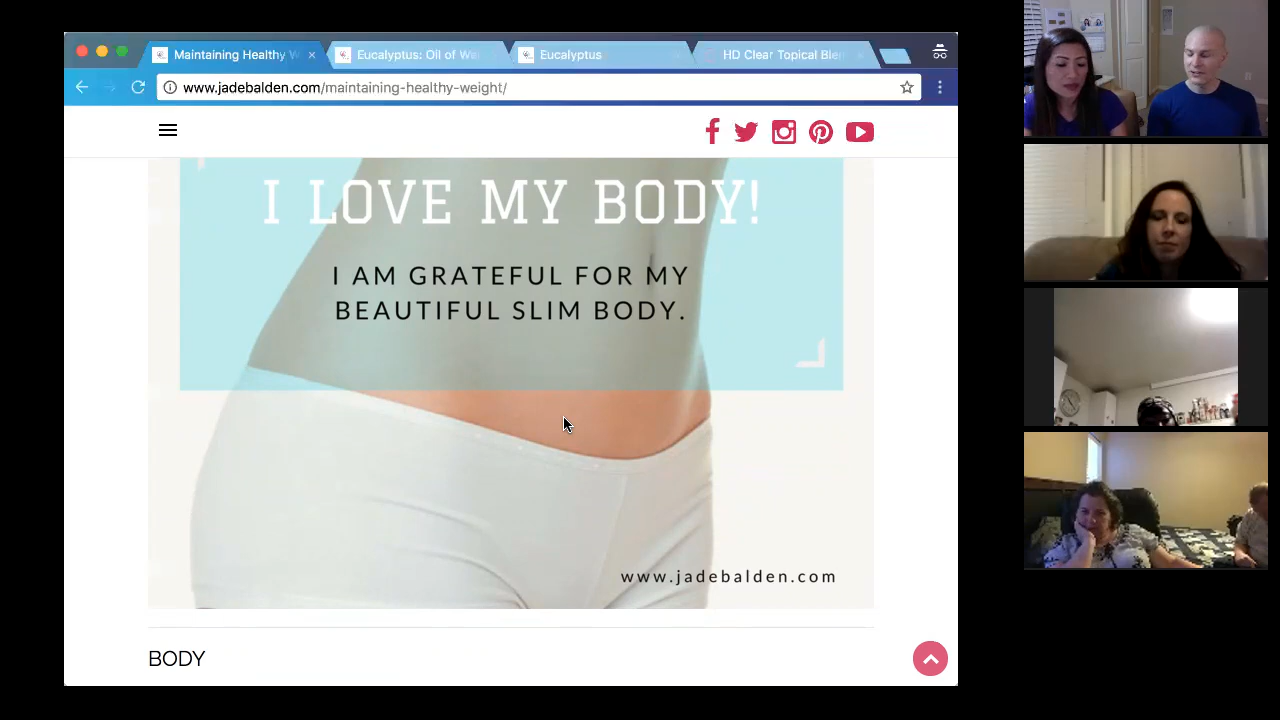 Maintaining Healthy W
Eucalyptus: Oil of We
Eucalyptus
HD Clear Topical Blen
www.jadebalden.com/maintaining-healthy-weight/
I LOVE MY BODY!
I AM GRATEFUL FOR MY
BEAUTIFUL SLIM BODY.
www.jadebalden.com
BODY